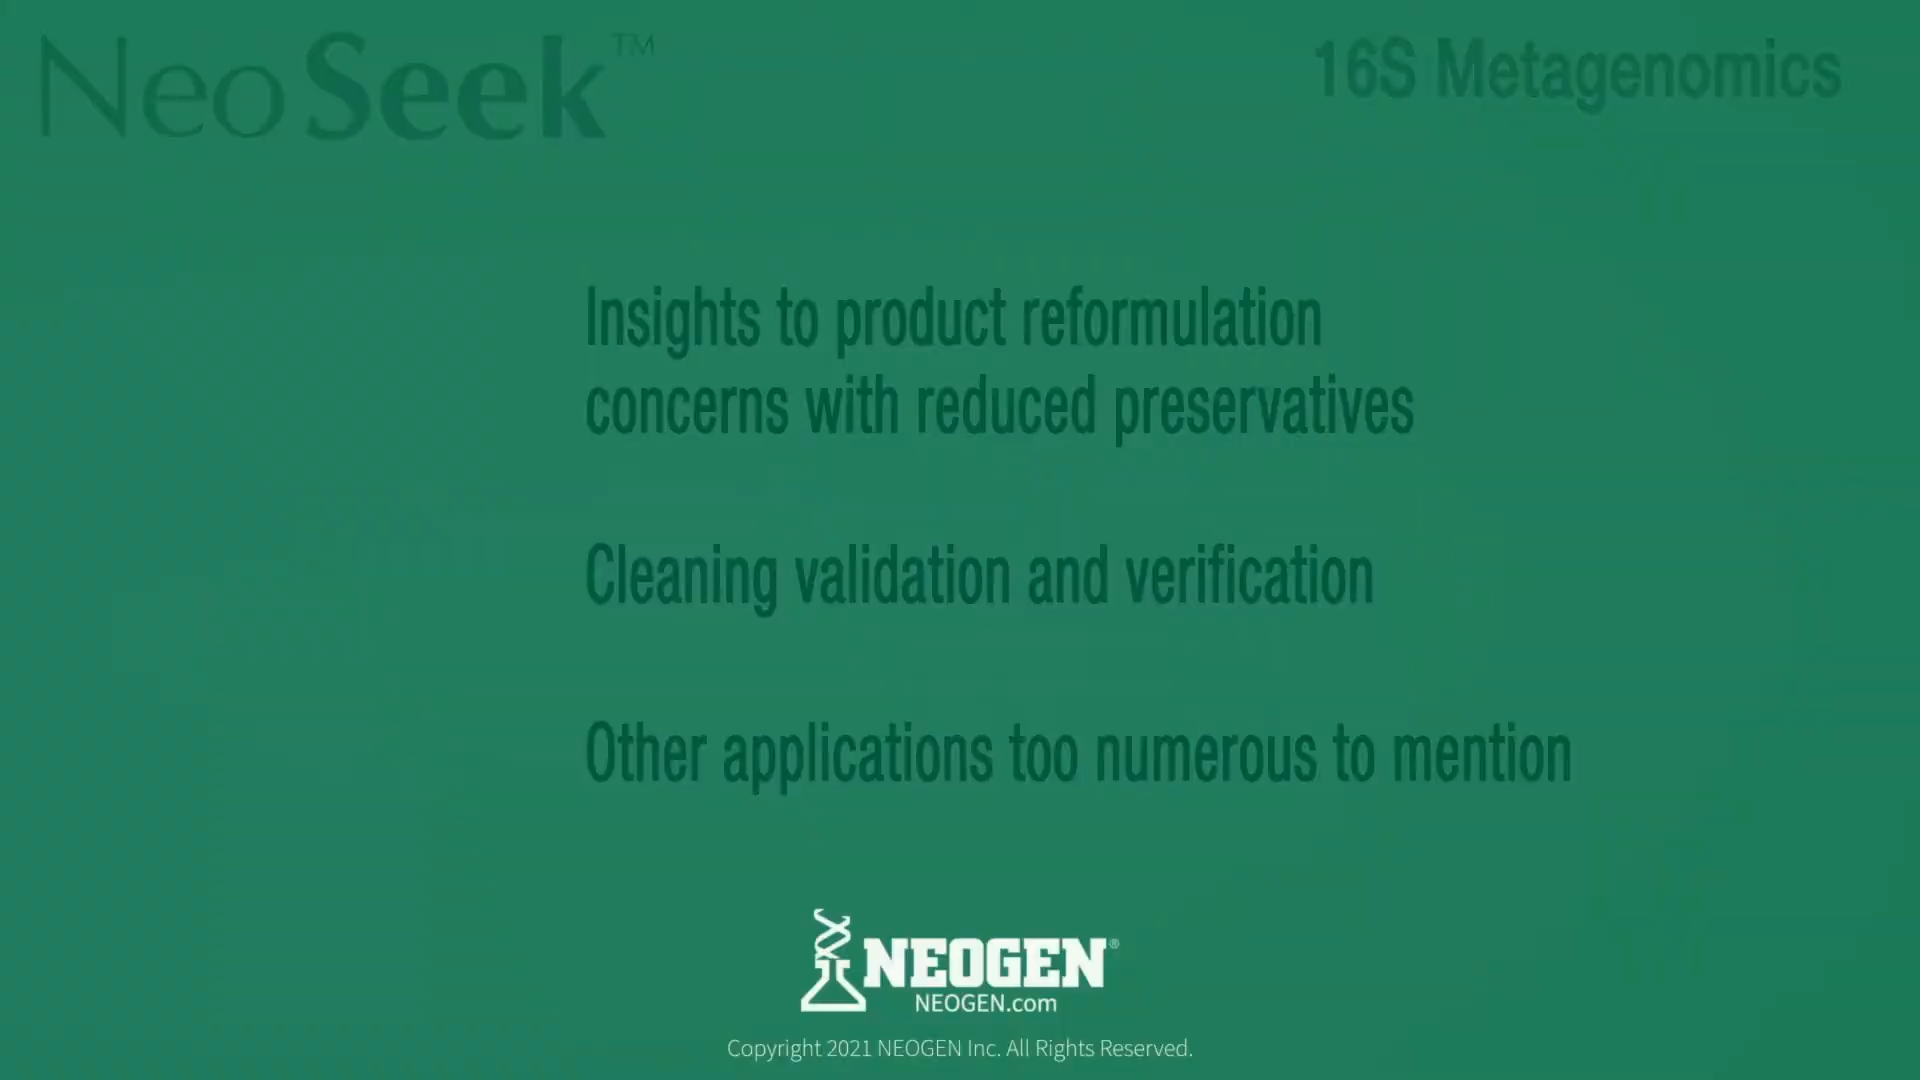 NeoSeek™
16S Metagenomics
Insights to product reformulation
concerns with reduced preservatives
Cleaning validation and verification
Other applications too numerous to mention
NEOGEN®
NEOGEN.com
Copyright 2021 NEOGEN Inc. All Rights Reserved.